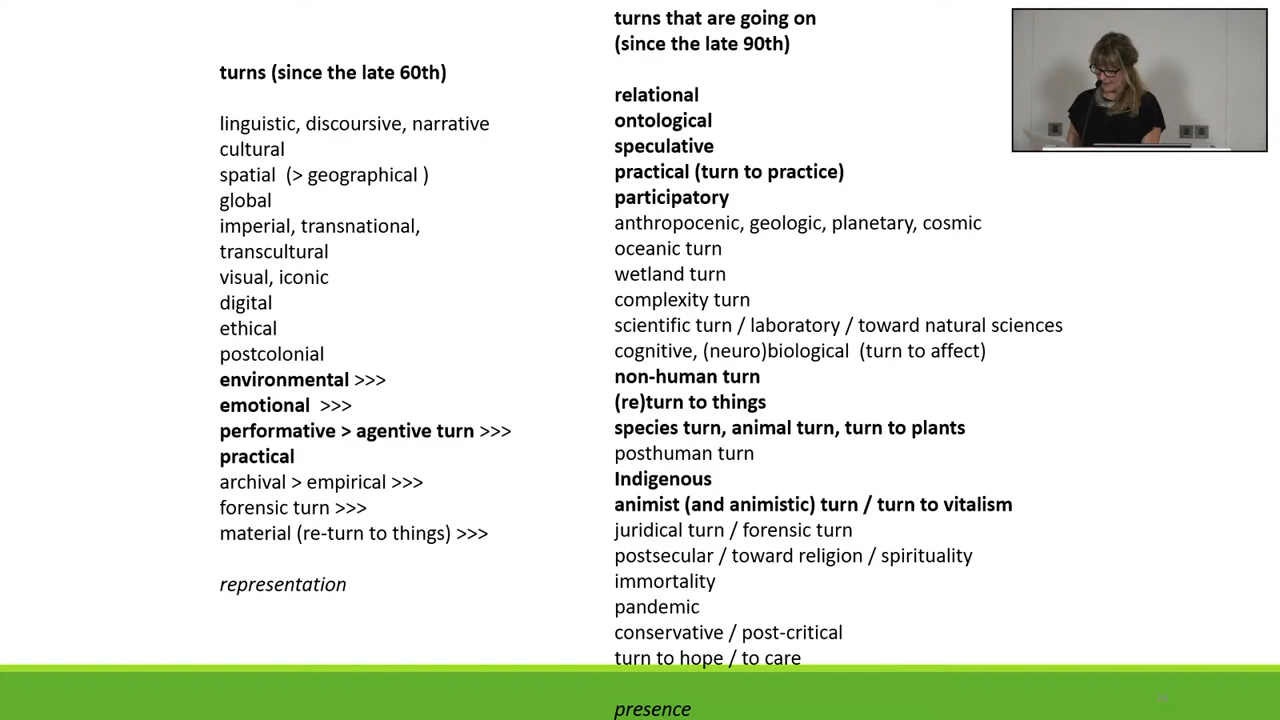 turns (since the late 60th)
linguistic, discoursive, narrative
cultural
spatial (> geographical )
global
imperial, transnational,
transcultural
visual, iconic
digital
ethical
postcolonial
environmental >>>
emotional >>>
performative > agentive turn >>>
practical
archival > empirical >>>
forensic turn >>>
material (re-turn to things) >>>
representation
turns that are going on
(since the late 90th)
relational
ontological
speculative
practical (turn to practice)
participatory
anthropocenic, geologic, planetary, cosmic
oceanic turn
wetland turn
complexity turn
scientific turn / laboratory / toward natural sciences
cognitive, (neuro)biological (turn to affect)
non-human turn
(re)turn to things
species turn, animal turn, turn to plants
posthuman turn
Indigenous
animist (and animistic) turn / turn to vitalism
juridical turn / forensic turn
postsecular / toward religion / spirituality
immortality
pandemic
conservative / post-critical
turn to hope / to care
presence